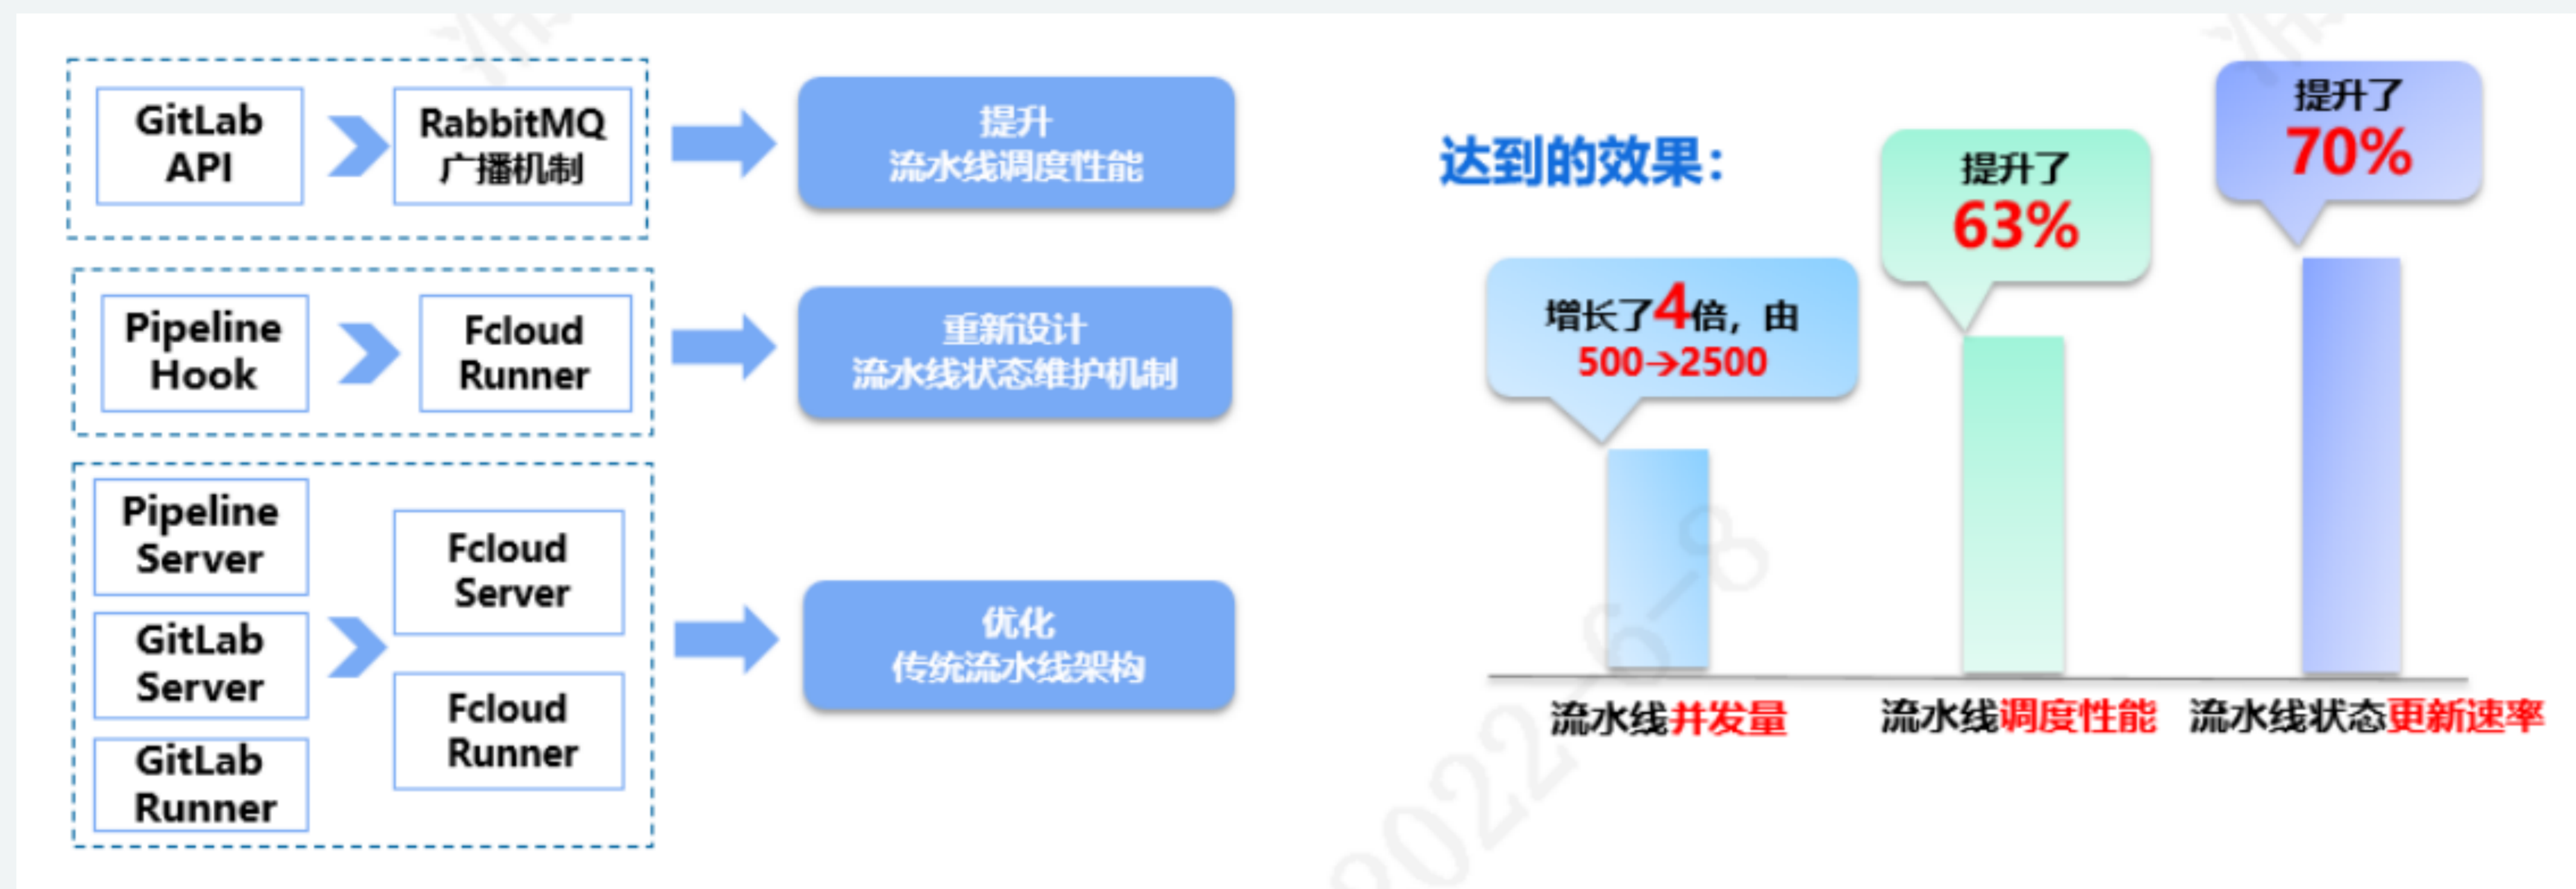 GitLab
API
RabbitMQ
广播机制
提升
流水线调度性能
Pipeline
Hook
Fcloud
Runner
重新设计
流水线状态维护机制
Pipeline
Server
GitLab
Server
GitLab
Runner
Fcloud
Server
Fcloud
Runner
优化
传统流水线架构
达到的效果：
增长了4倍，由
500→2500
提升了
63%
提升了
70%
流水线并发量
流水线调度性能
流水线状态更新速率
2022-6-8